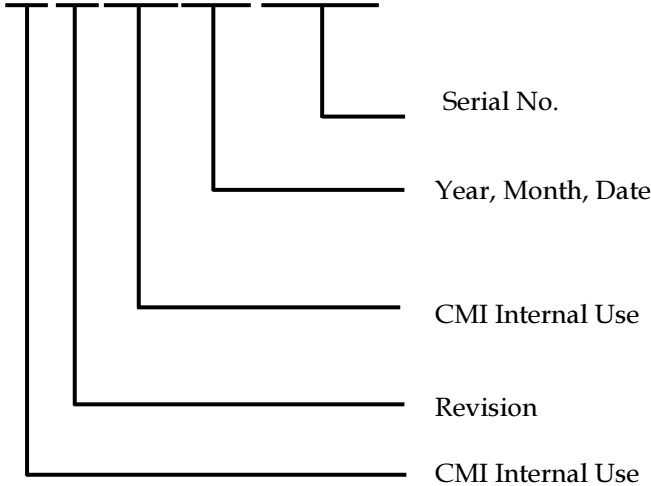 Serial No.
Year, Month, Date
CMI Internal Use
Revision
CMI Internal Use